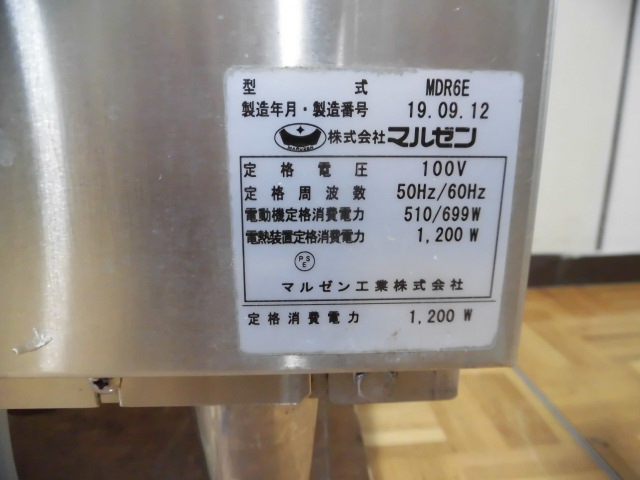 型式 MDR6E
製造年月・製造番号 19.09.12
株式会社マルゼン
定格電圧 100V
定格周波数 50Hz/60Hz
電動機定格消費電力 510/699W
電熱装置定格消費電力 1,200 W
PSE
マルゼン工業株式会社
定格消費電力 1,200 W